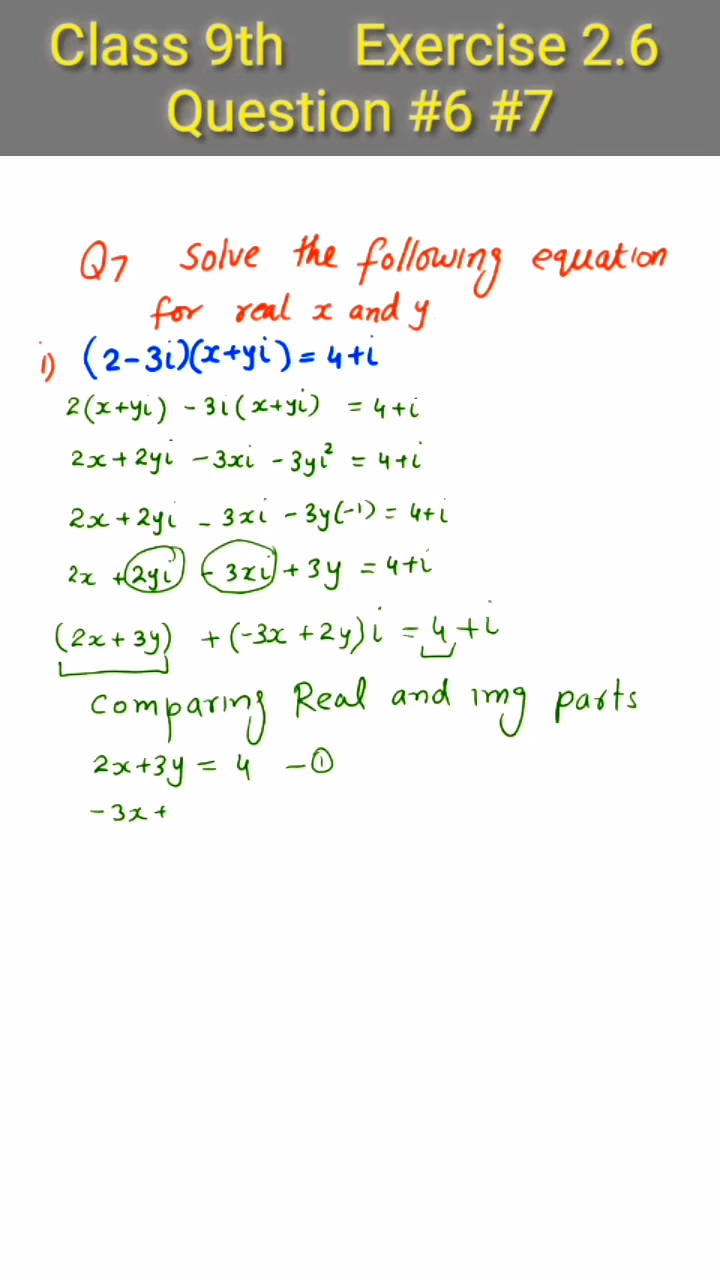 Class 9th Exercise 2.6
Question #6 #7
Q7 Solve the following equation
for real x and y
i) (2-3i)(x+yi) = 4+i
2(x+yi) - 3i(x+yi) = 4+i
2x + 2yi - 3xi - 3yi² = 4+i
2x + 2yi - 3xi - 3y(-1) = 4+i
2x + 2yi - 3xi + 3y = 4+i
(2x + 3y) + (-3x + 2y)i = 4 + i
Comparing Real and img parts
2x+3y = 4 - ①
- 3x +